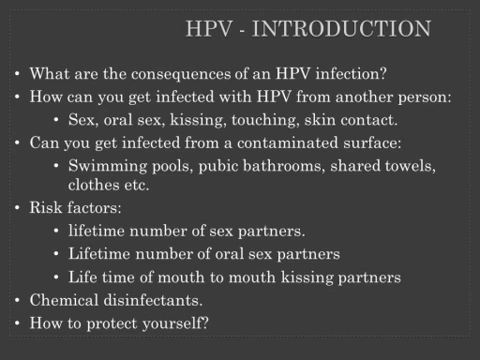 HPV - INTRODUCTION
• What are the consequences of an HPV infection?
• How can you get infected with HPV from another person:
• Sex, oral sex, kissing, touching, skin contact.
• Can you get infected from a contaminated surface:
• Swimming pools, pubic bathrooms, shared towels,
clothes etc.
• Risk factors:
• lifetime number of sex partners.
• Lifetime number of oral sex partners
• Life time of mouth to mouth kissing partners
• Chemical disinfectants.
• How to protect yourself?